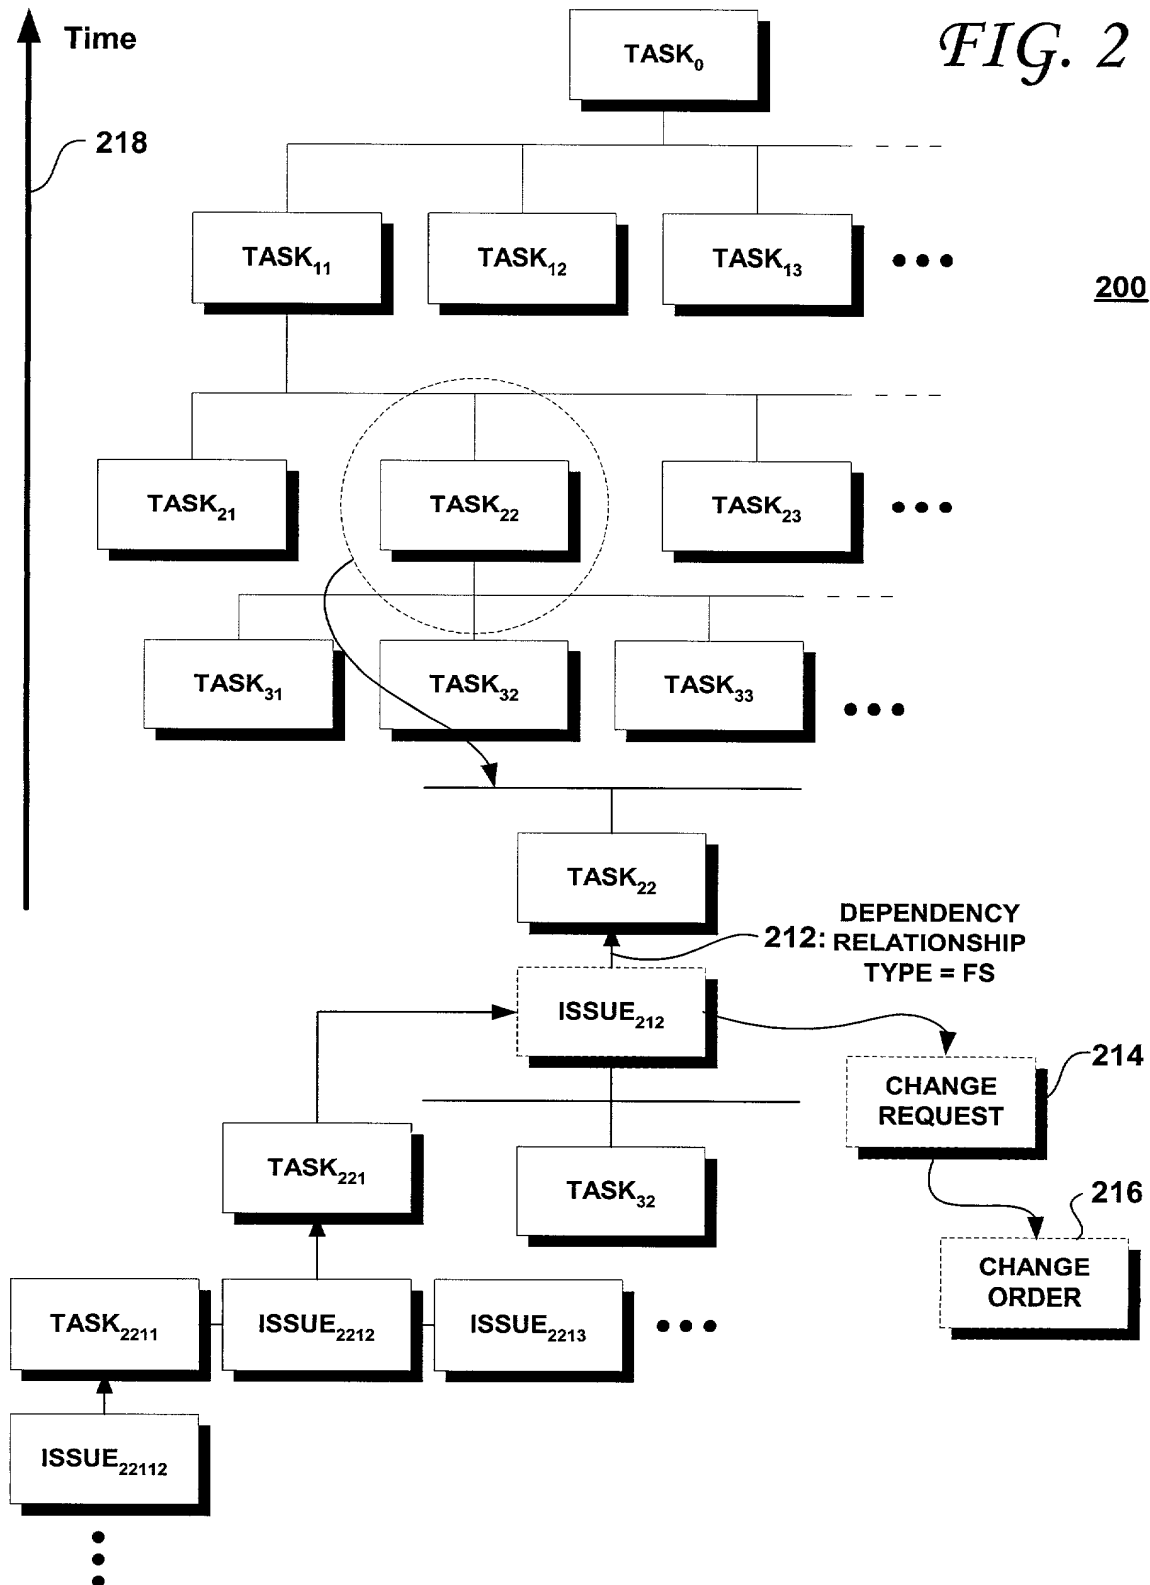 Time
TASK0
FIG. 2
218
TASK11
TASK12
TASK13
200
TASK21
TASK22
TASK23
TASK31
TASK32
TASK33
TASK22
212: DEPENDENCY
RELATIONSHIP
TYPE = FS
ISSUE212
214
CHANGE
REQUEST
TASK221
TASK32
216
CHANGE
ORDER
TASK2211
ISSUE2212
ISSUE2213
ISSUE22112